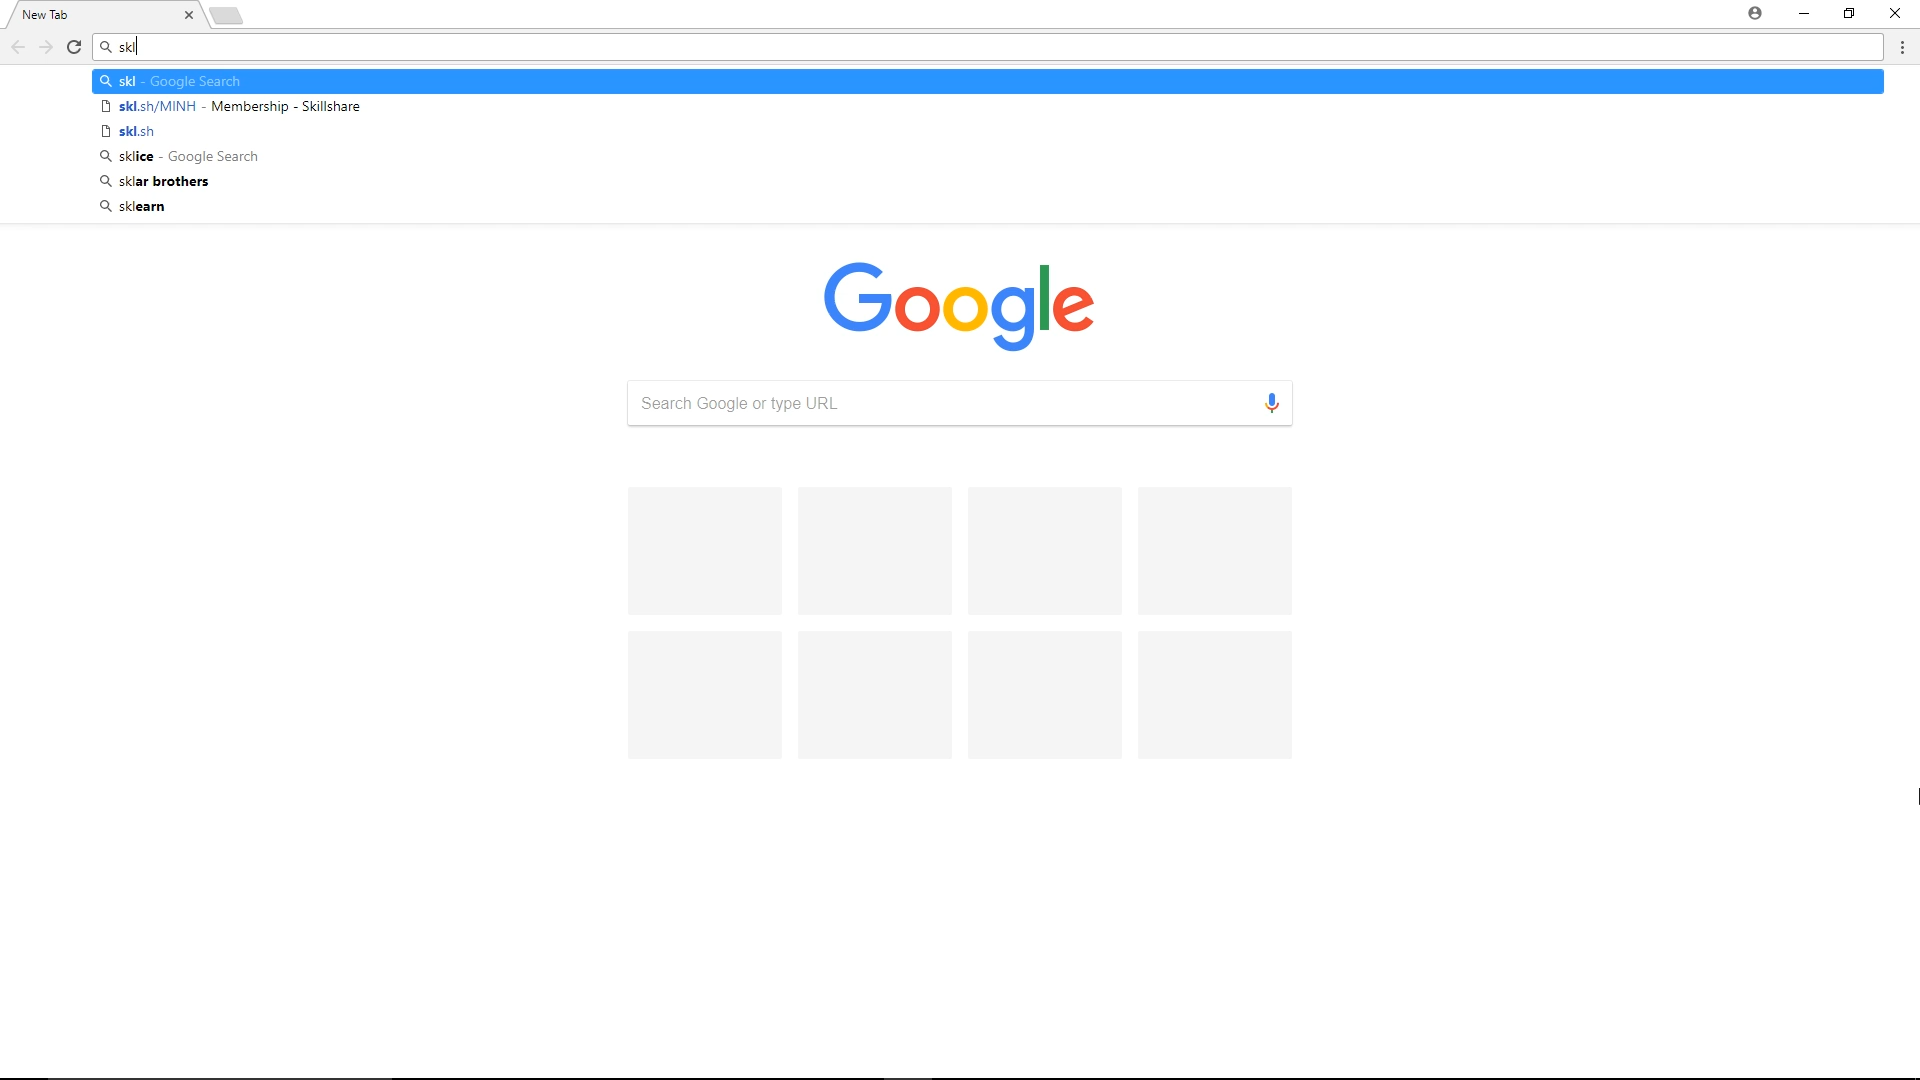 New Tab
skl
skl - Google Search
skl.sh/MINH - Membership - Skillshare
skl.sh
sklice - Google Search
sklar brothers
sklearn
Google
Search Google or type URL